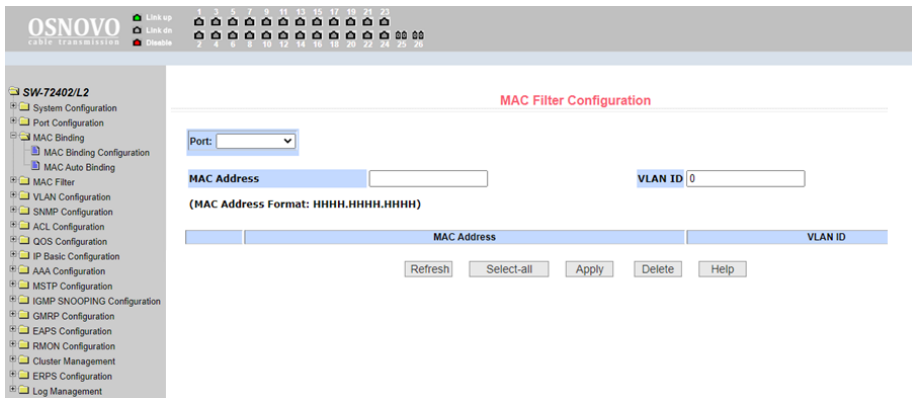 OSNOVO
cable transmission
Link up
Link dn
Disable
1 3 5 7 9 11 13 15 17 19 21 23
2 4 6 8 10 12 14 16 18 20 22 24 25 26
SW-72402/L2
System Configuration
Port Configuration
MAC Binding
MAC Binding Configuration
MAC Auto Binding
MAC Filter
VLAN Configuration
SNMP Configuration
ACL Configuration
QOS Configuration
IP Basic Configuration
AAA Configuration
MSTP Configuration
IGMP SNOOPING Configuration
GMRP Configuration
EAPS Configuration
RMON Configuration
Cluster Management
ERPS Configuration
Log Management
MAC Filter Configuration
Port:
MAC Address VLAN ID 0
(MAC Address Format: HHHH.HHHH.HHHH)
MAC Address VLAN ID
Refresh Select-all Apply Delete Help